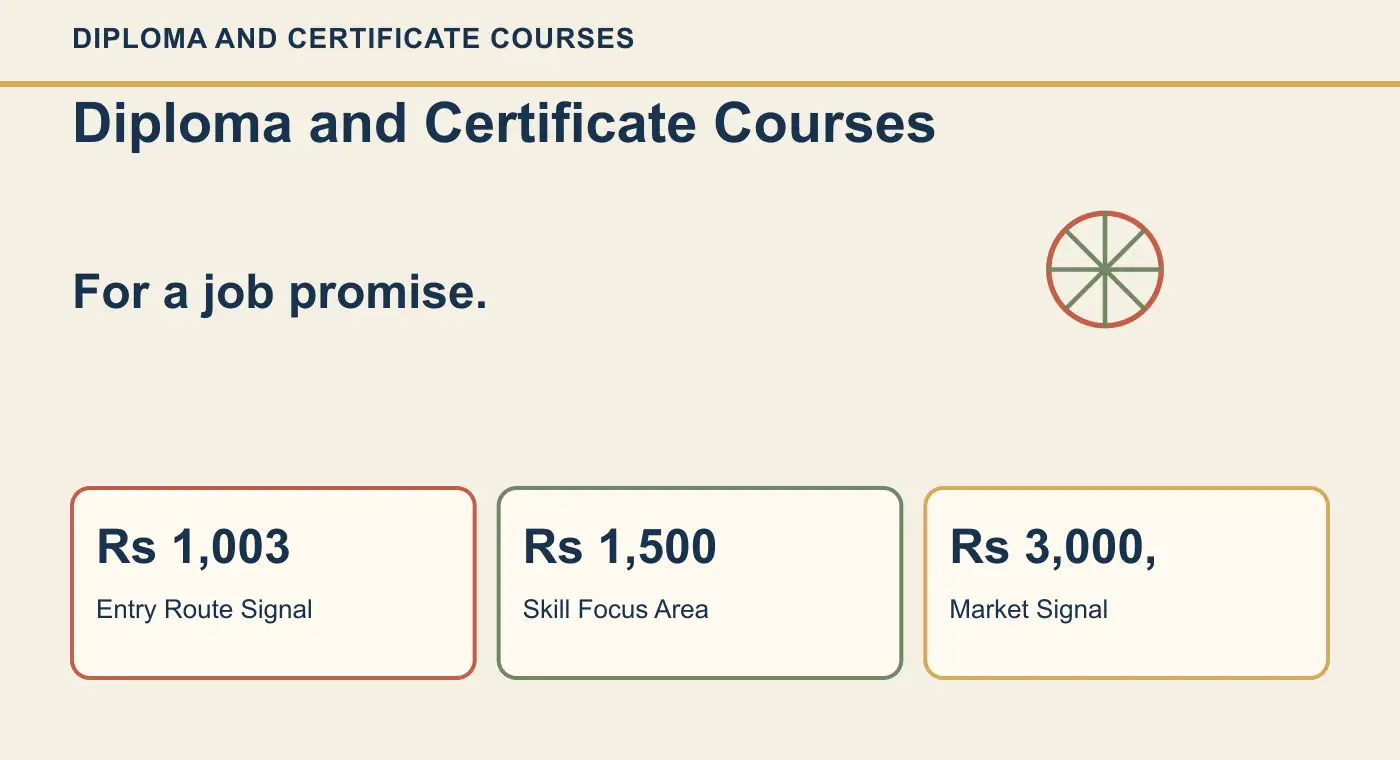 DIPLOMA AND CERTIFICATE COURSES
Diploma and Certificate Courses
For a job promise.
Rs 1,003
Entry Route Signal
Rs 1,500
Skill Focus Area
Rs 3,000,
Market Signal